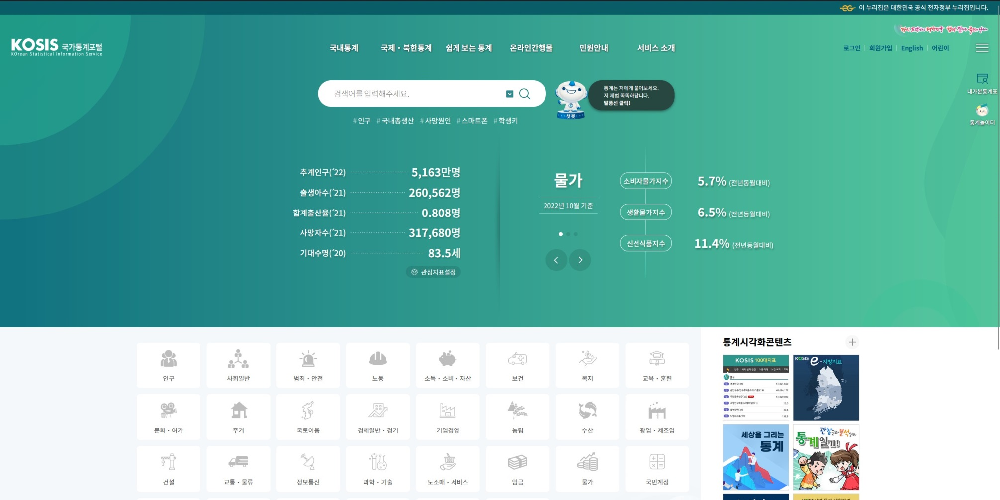 이 누리집은 대한민국 공식 전자정부 누리집입니다.
다시 도약하는 대한민국 함께 잘사는 국민의 나라
KOSIS 국가통계포털
KOrean Statistical Information Service
국내통계
국제・북한통계
쉽게 보는 통계
온라인간행물
민원안내
서비스 소개
로그인
회원가입
English
어린이
내가본통계표
통계놀이터
검색어를 입력해주세요.
챗봇
통계는 저에게 물어보세요.
저 제법 똑똑하답니다.
말풍선 클릭!
#인구 #국내총생산 #사망원인 #스마트폰 #학생키
추계인구(´22) 5,163만명
출생아수(´21) 260,562명
합계출산율(´21) 0.808명
사망자수(´21) 317,680명
기대수명(´20) 83.5세
관심지표설정
물가
2022년 10월 기준
소비자물가지수 5.7% (전년동월대비)
생활물가지수 6.5% (전년동월대비)
신선식품지수 11.4% (전년동월대비)
인구
사회일반
범죄・안전
노동
소득・소비・자산
보건
복지
교육・훈련
문화・여가
주거
국토이용
경제일반・경기
기업경영
농림
수산
광업・제조업
건설
교통・물류
정보통신
과학・기술
도소매・서비스
임금
물가
국민계정
통계시각화콘텐츠
KOSIS 100대지표
인구
KOSIS e-지방지표
세상을 그리는
통계
관찰군과 분석양의
통계일기!